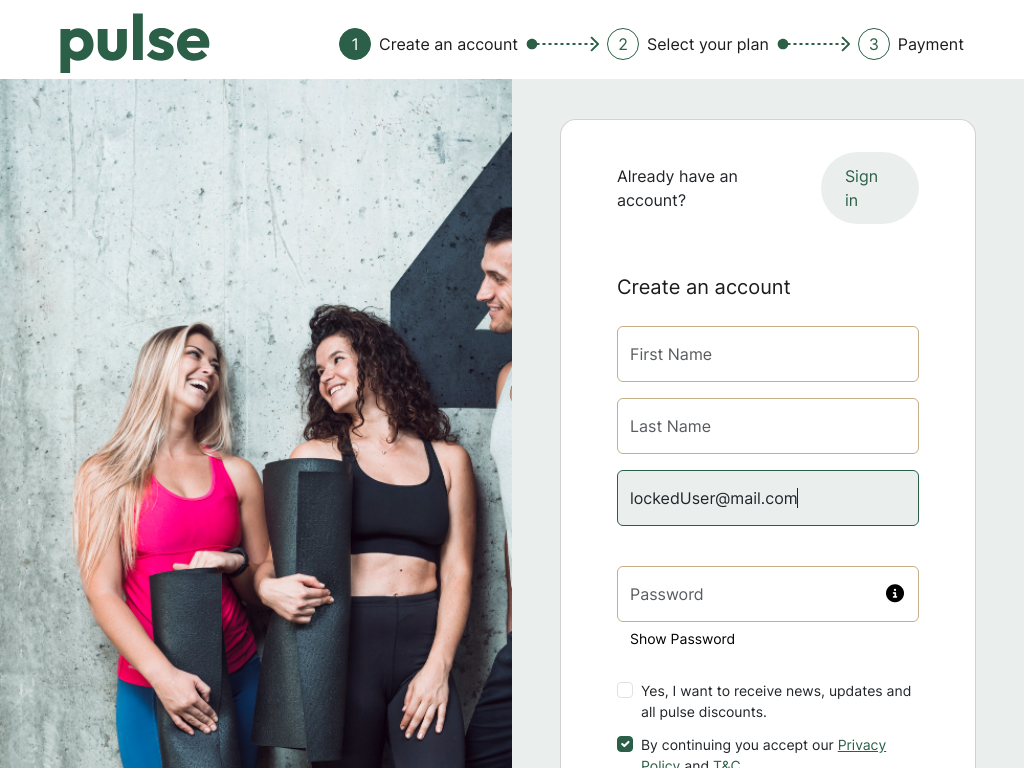 pulse
1 Create an account 2 Select your plan 3 Payment
Already have an
account?
Sign
in
Create an account
First Name
Last Name
lockedUser@mail.com
Password
Show Password
Yes, I want to receive news, updates and
all pulse discounts.
By continuing you accept our Privacy
Policy and T&C